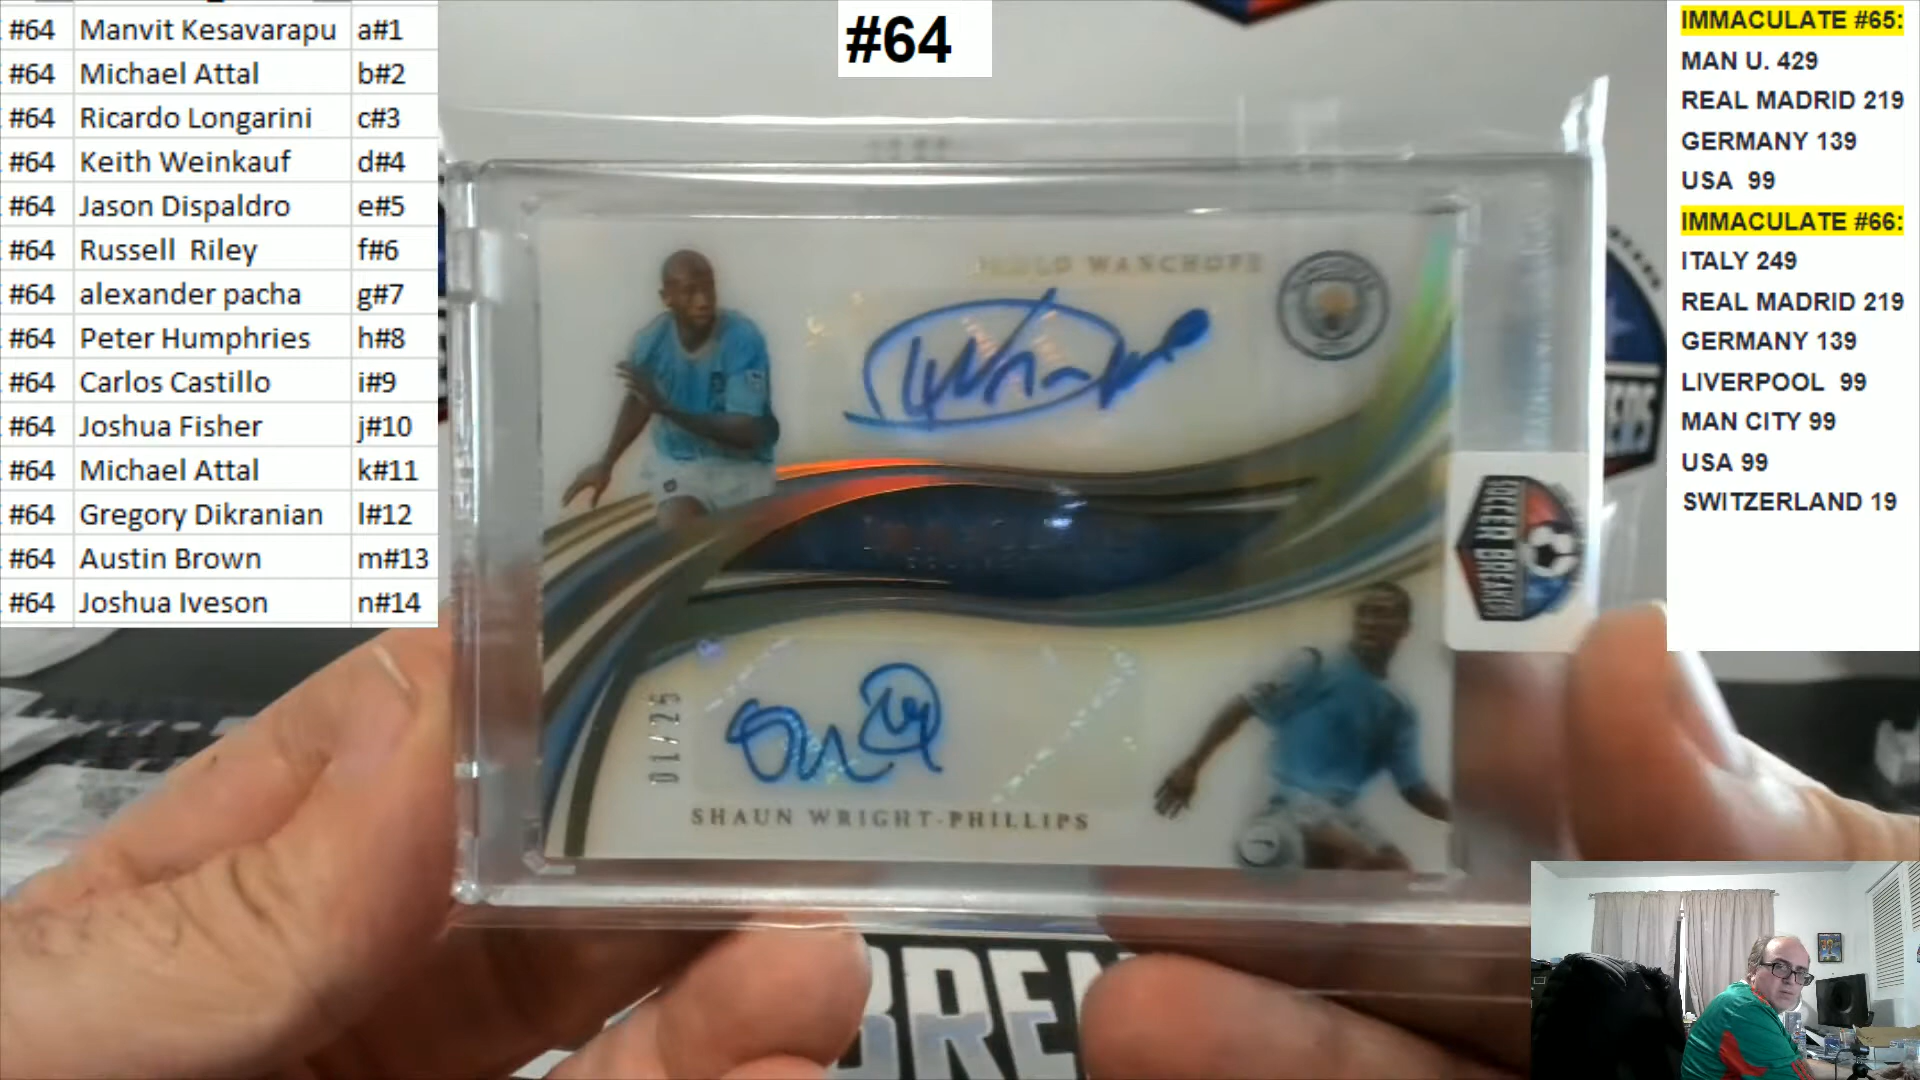 #64 Manvit Kesavarapu a#1
#64 Michael Attal b#2
#64 Ricardo Longarini c#3
#64 Keith Weinkauf d#4
#64 Jason Dispaldro e#5
#64 Russell Riley f#6
#64 alexander pacha g#7
#64 Peter Humphries h#8
#64 Carlos Castillo i#9
#64 Joshua Fisher j#10
#64 Michael Attal k#11
#64 Gregory Dikranian l#12
#64 Austin Brown m#13
#64 Joshua Iveson n#14
#64
WANCHOPE
01/25
SHAUN WRIGHT-PHILLIPS
SOCCER BREAKERS
BREA
IMMACULATE #65:
MAN U. 429
REAL MADRID 219
GERMANY 139
USA 99
IMMACULATE #66:
ITALY 249
REAL MADRID 219
GERMANY 139
LIVERPOOL 99
MAN CITY 99
USA 99
SWITZERLAND 19